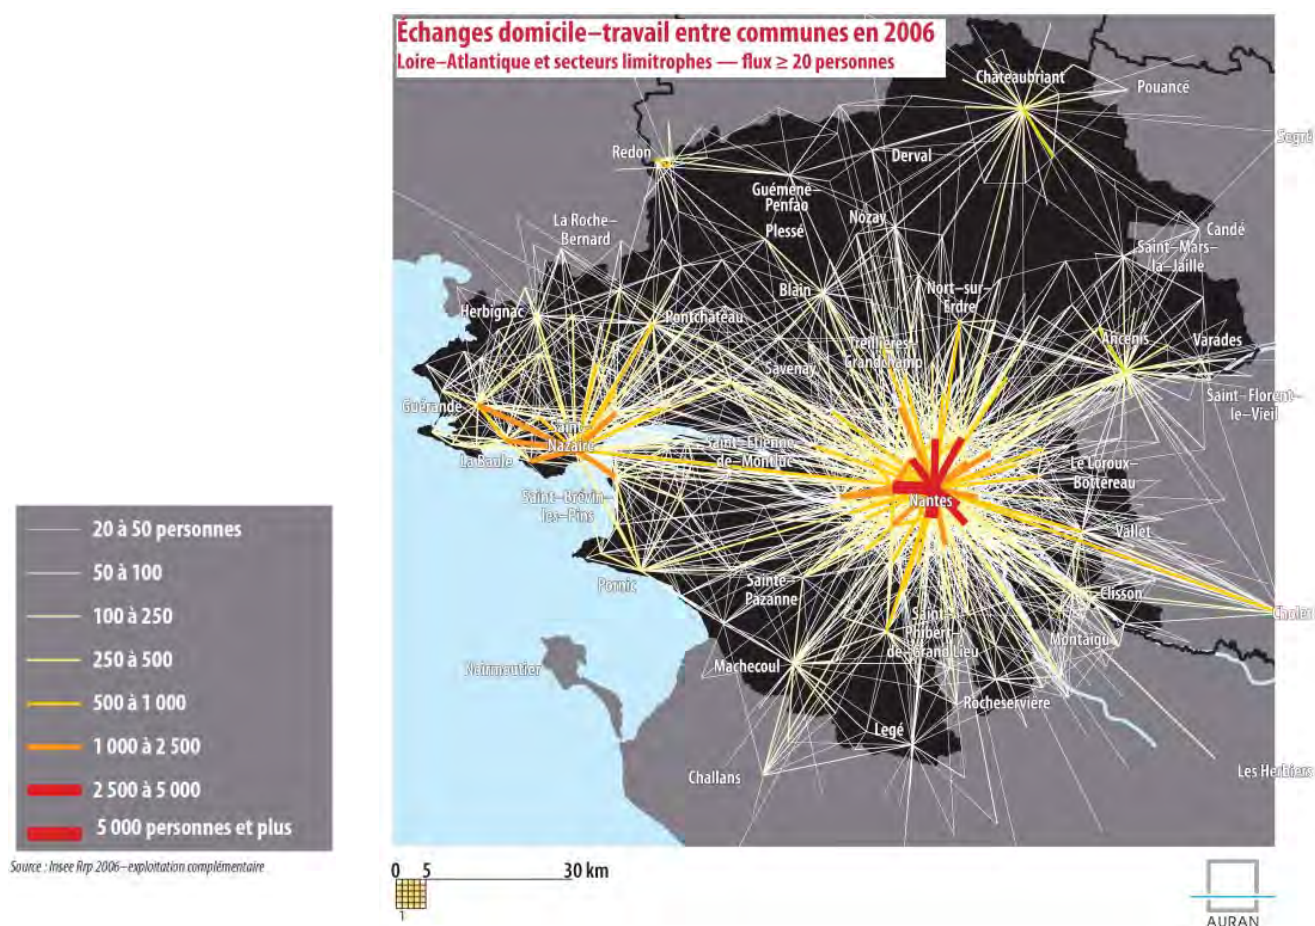 Échanges domicile–travail entre communes en 2006
Loire–Atlantique et secteurs limitrophes — flux ≥ 20 personnes
Châteaubriant
Pouancé
Segré
Redon
Derval
Guémené–
Penfao
Nozay
La Roche–
Bernard
Plessé
Candé
Saint–Mars–
la–Jaille
Blain
Nort–sur–
Erdre
Herbignac
Pontchâteau
Treillières–
Grandchamp
Ancenis
Varades
Savenay
Guérande
Saint–Florent–
le–Vieil
Saint–
Nazaire
La Baule
Saint–Etienne
de–Montluc
Le Loroux–
Bottereau
Nantes
Saint–Brévin–
les–Pins
Vallet
Pornic
Sainte–
Pazanne
Clisson
Cholet
Saint–
Philbert–
de–Grand Lieu
Montaigu
Noirmoutier
Machecoul
Rocheservière
Legé
Challans
Les Herbiers
20 à 50 personnes
50 à 100
100 à 250
250 à 500
500 à 1 000
1 000 à 2 500
2 500 à 5 000
5 000 personnes et plus
Source : Insee Rrp 2006–exploitation complémentaire
0 5 30 km
1
AURAN